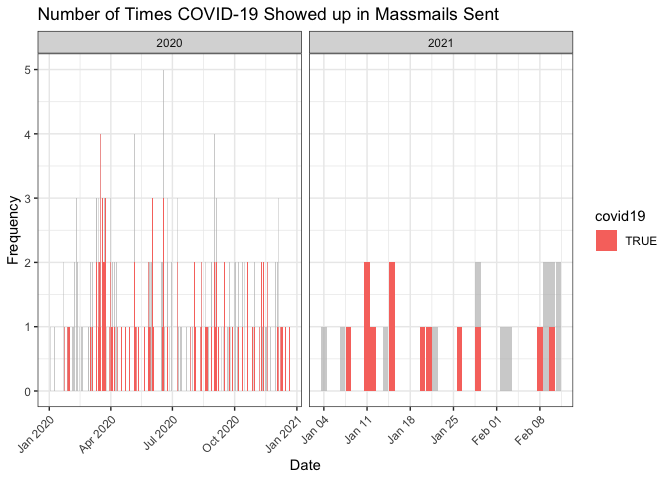 Number of Times COVID-19 Showed up in Massmails Sent
2020 2021
5
4
3
2
1
0
Frequency
Jan 2020 Apr 2020 Jul 2020 Oct 2020 Jan 2021 Jan 04 Jan 11 Jan 18 Jan 25 Feb 01 Feb 08
Date
covid19
TRUE